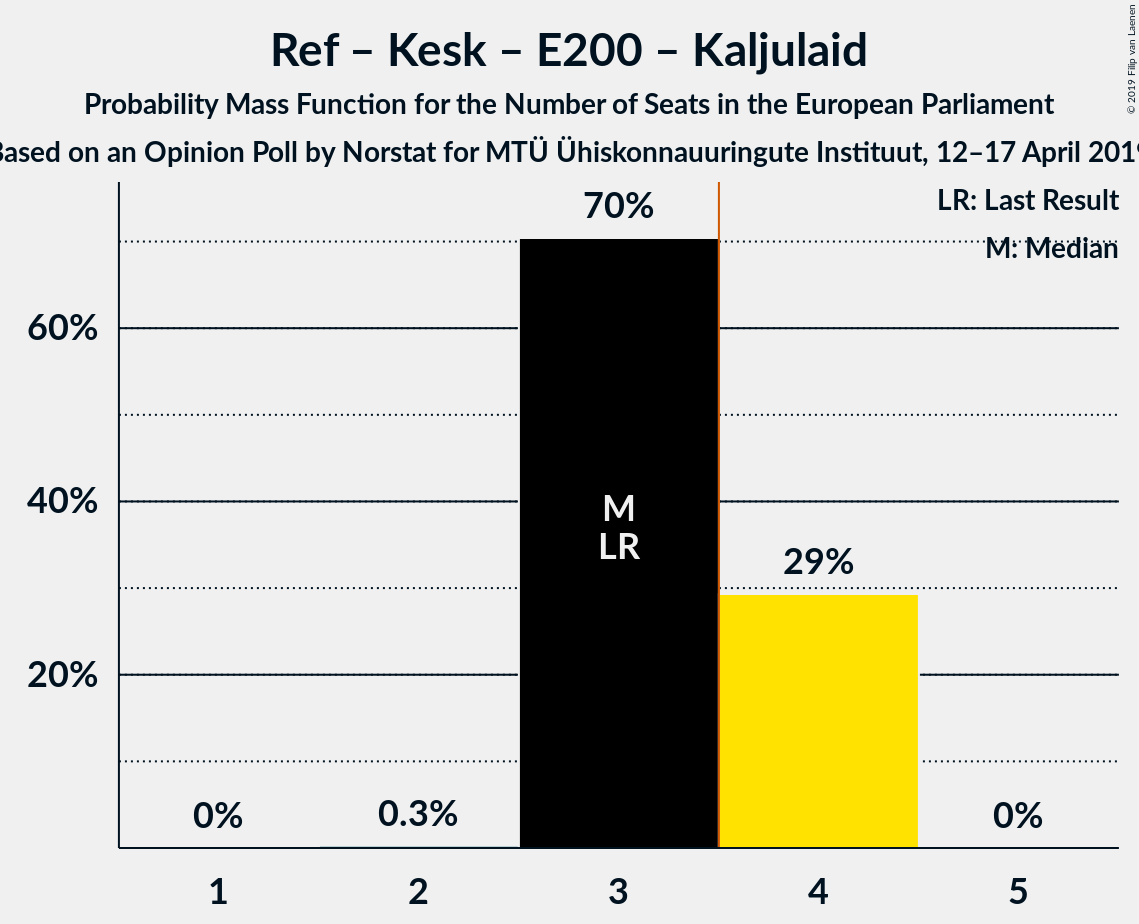 Ref – Kesk – E200 – Kaljulaid
Probability Mass Function for the Number of Seats in the European Parliament
Based on an Opinion Poll by Norstat for MTÜ Ühiskonnauuringute Instituut, 12–17 April 2019
© 2019 Filip van Laenen
LR: Last Result
M: Median
70%
60%
40%
M
LR
29%
20%
0%
0.3%
0%
1
2
3
4
5